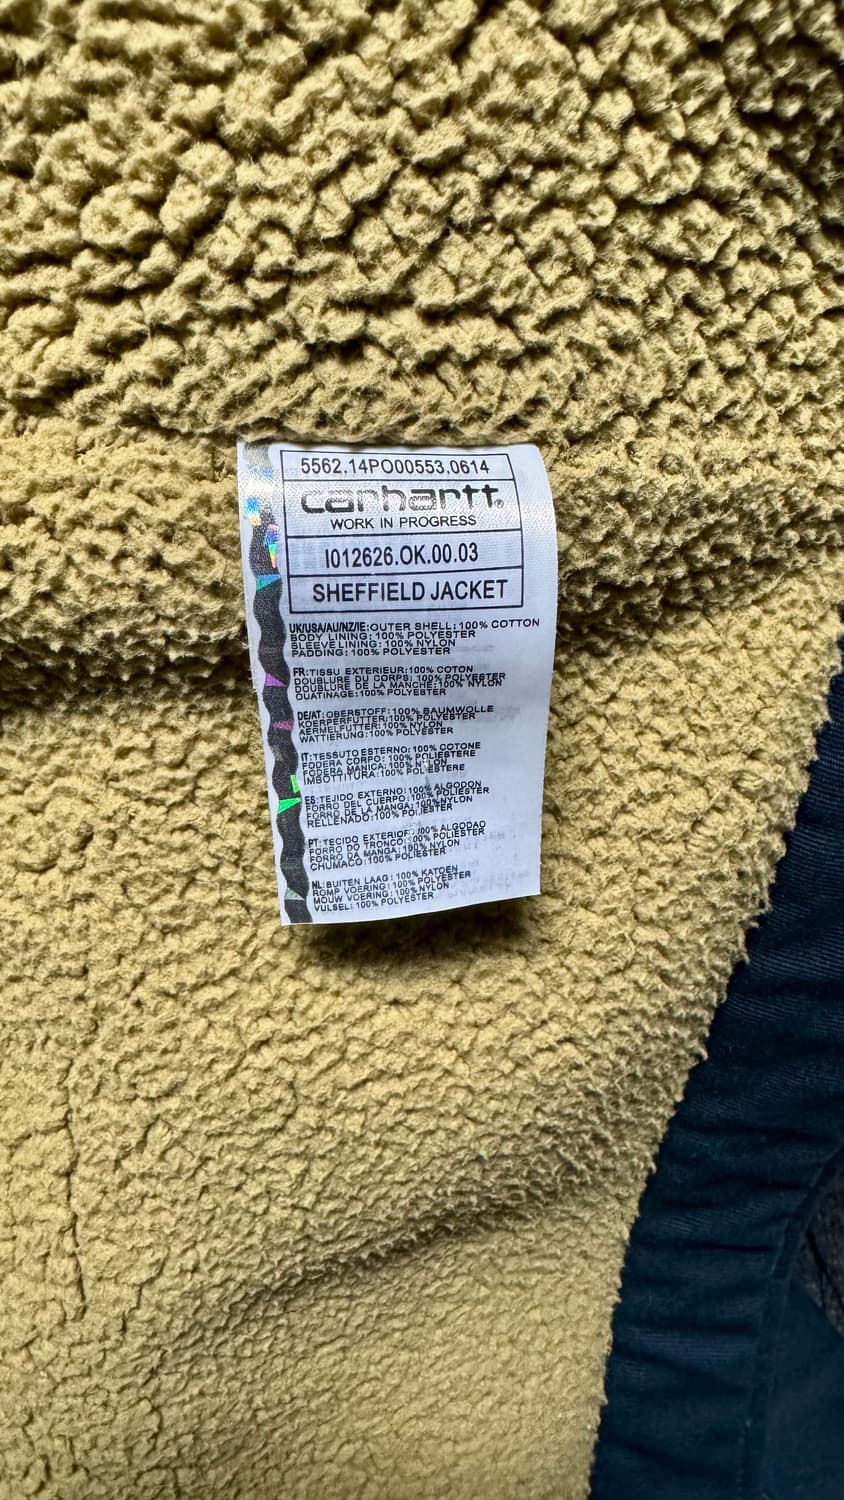 5562.14PO00553.0614
carhartt®
WORK IN PROGRESS
I012626.OK.00.03
SHEFFIELD JACKET
UK/USA/AU/NZ/IE:OUTER SHELL:100% COTTON
BODY LINING:100% POLYESTER
SLEEVE LINING:100% NYLON
PADDING:100% POLYESTER
FR:TISSU EXTERIEUR:100% COTON
DOUBLURE DU CORPS:100% POLYESTER
DOUBLURE DE LA MANCHE:100% NYLON
OUATINAGE:100% POLYESTER
DE/AT:OBERSTOFF:100% BAUMWOLLE
KOERPERFUTTER:100% POLYESTER
AERMELFUTTER:100% NYLON
WATTIERUNG:100% POLYESTER
IT:TESSUTO ESTERNO:100% COTONE
FODERA CORPO:100% POLIESTERE
FODERA MANICA:100% NYLON
IMBOTTITURA:100% POLIESTERE
ES:TEJIDO EXTERNO:100% ALGODON
FORRO DEL CUERPO:100% POLIESTER
FORRO DE LA MANGA:100% NYLON
RELLENADO:100% POLIESTER
PT:TECIDO EXTERIOR:100% ALGODAO
FORRO DO TRONCO:100% POLIESTER
FORRO DA MANGA:100% NYLON
CHUMACO:100% POLIESTER
NL:BUITEN LAAG:100% KATOEN
ROMP VOERING:100% POLYESTER
MOUW VOERING:100% NYLON
VULSEL:100% POLYESTER